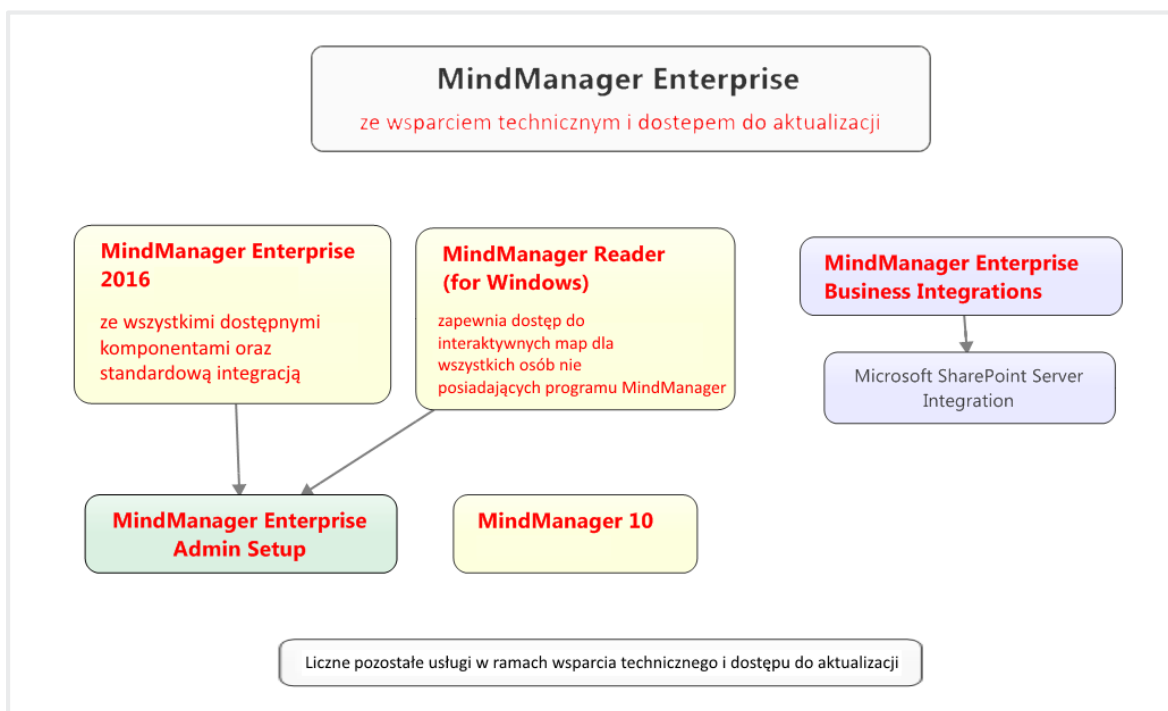 MindManager Enterprise
ze wsparciem technicznym i dostepem do aktualizacji
MindManager Enterprise
2016
ze wszystkimi dostępnymi
komponentami oraz
standardową integracją
MindManager Reader
(for Windows)
zapewnia dostęp do
interaktywnych map dla
wszystkich osób nie
posiadających programu MindManager
MindManager Enterprise
Business Integrations
Microsoft SharePoint Server
Integration
MindManager Enterprise
Admin Setup
MindManager 10
Liczne pozostałe usługi w ramach wsparcia technicznego i dostępu do aktualizacji